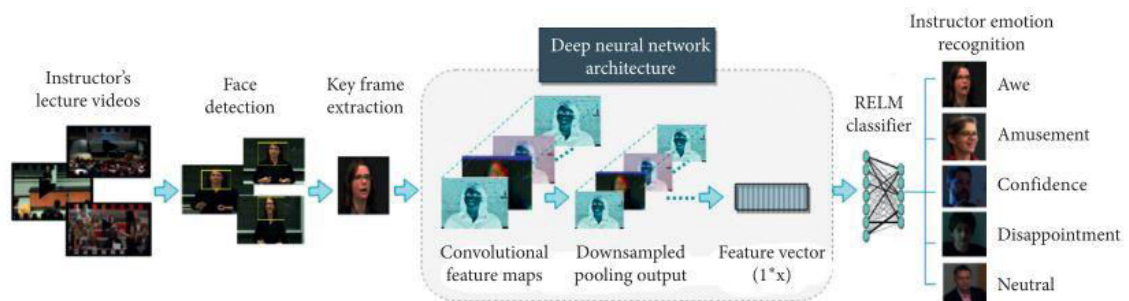 Instructor's
lecture videos
Face
detection
Key frame
extraction
Deep neural network
architecture
Convolutional
feature maps
Downsampled
pooling output
Feature vector
(1*x)
RELM
classifier
Instructor emotion
recognition
Awe
Amusement
Confidence
Disappointment
Neutral